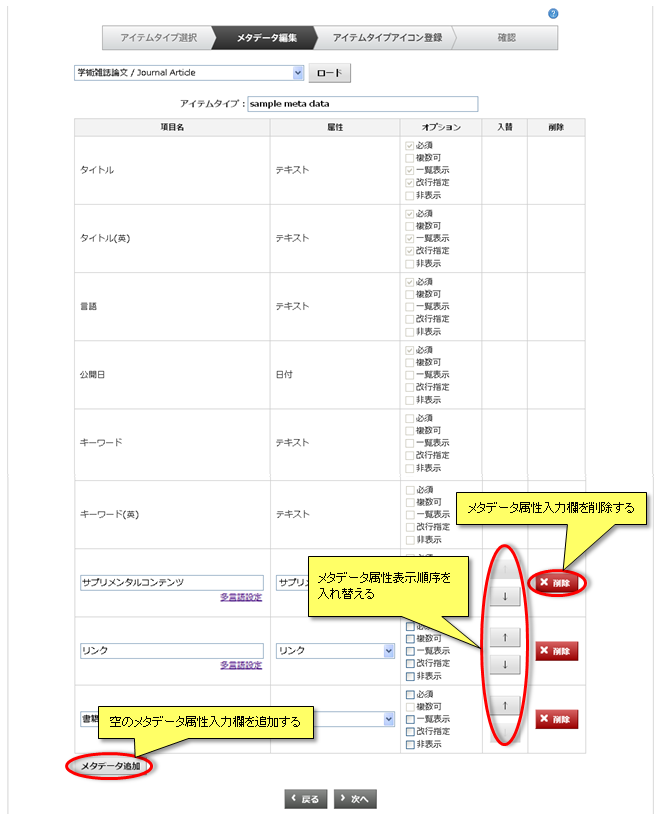 ?
アイテムタイプ選択 メタデータ編集 アイテムタイプアイコン登録 確認
学術雑誌論文 / Journal Article ロード
アイテムタイプ : sample meta data
項目名 属性 オプション 入替 削除
タイトル テキスト
必須
複数可
一覧表示
改行指定
非表示
タイトル(英) テキスト
必須
複数可
一覧表示
改行指定
非表示
言語 テキスト
必須
複数可
一覧表示
改行指定
非表示
公開日 日付
必須
複数可
一覧表示
改行指定
非表示
キーワード テキスト
必須
複数可
一覧表示
改行指定
非表示
キーワード(英) テキスト
必須
複数可
一覧表示
改行指定
非表示
メタデータ属性入力欄を削除する
サプリメンタルコンテンツ サプリ
多言語設定
↓
削除
メタデータ属性表示順序を
入れ替える
リンク リンク
多言語設定
必須
複数可
一覧表示
改行指定
非表示
↑
↓
削除
書籍
必須
複数可
一覧表示
改行指定
非表示
↑
削除
空のメタデータ属性入力欄を追加する
メタデータ追加
戻る 次へ